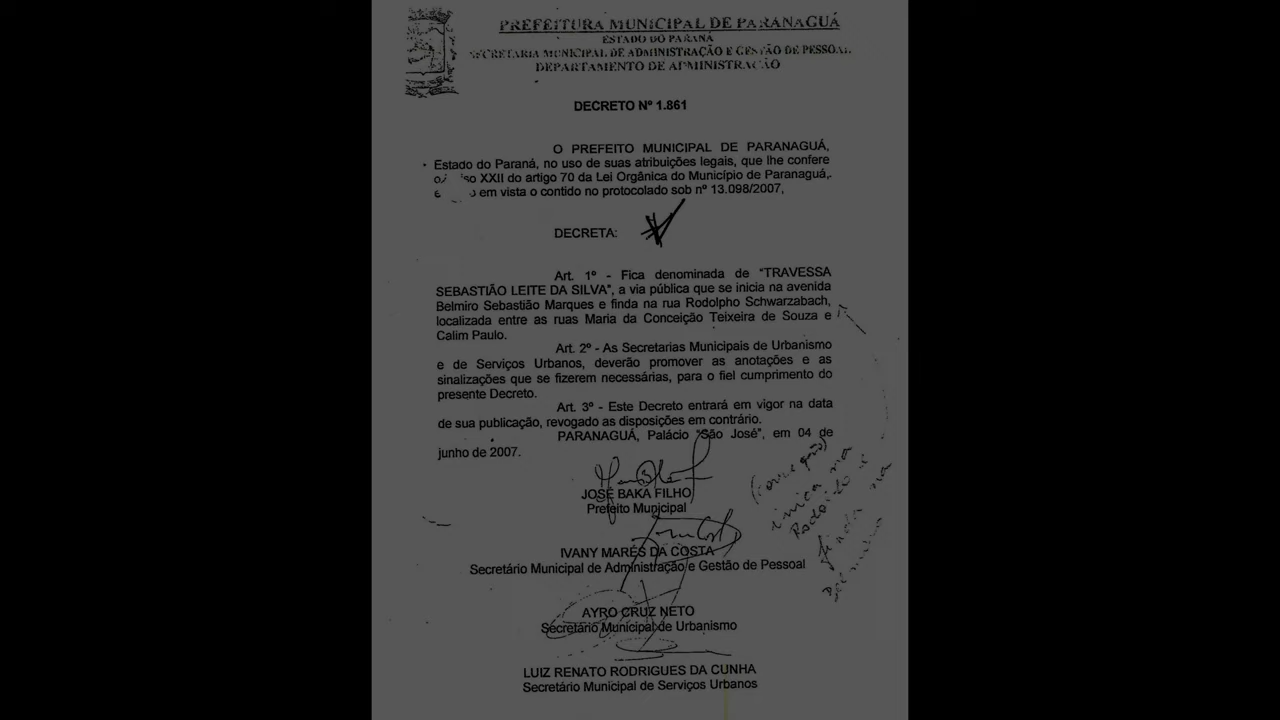 PREFEITURA MUNICIPAL DE PARANAGUÁ
ESTADO DO PARANÁ
SECRETARIA MUNICIPAL DE ADMINISTRAÇÃO E GESTÃO DE PESSOAL
DEPARTAMENTO DE ADMINISTRAÇÃO
DECRETO Nº 1.861
O PREFEITO MUNICIPAL DE PARANAGUÁ,
Estado do Paraná, no uso de suas atribuições legais, que lhe confere
XXII do artigo 70 da Lei Orgânica do Município de Paranaguá,
em vista o contido no protocolado sob nº 13.098/2007,
DECRETA:
Art. 1º - Fica denominada de "TRAVESSA
SEBASTIÃO LEITE DA SILVA", a via pública que se inicia na avenida
Belmiro Sebastião Marques e finda na rua Rodolpho Schwarzabach,
localizada entre as ruas Maria da Conceição Teixeira de Souza e
Calim Paulo.
Art. 2º - As Secretarias Municipais de Urbanismo
e de Serviços Urbanos, deverão promover as anotações e as
sinalizações que se fizerem necessárias, para o fiel cumprimento do
presente Decreto.
Art. 3º - Este Decreto entrará em vigor na data
de sua publicação, revogado as disposições em contrário.
PARANAGUÁ, Palácio "São José", em 04 de
junho de 2007.
JOSÉ BAKA FILHO
Prefeito Municipal
IVANY MARÉS DA COSTA
Secretário Municipal de Administração e Gestão de Pessoal
AYRO CRUZ NETO
Secretário Municipal de Urbanismo
LUIZ RENATO RODRIGUES DA CUNHA
Secretário Municipal de Serviços Urbanos